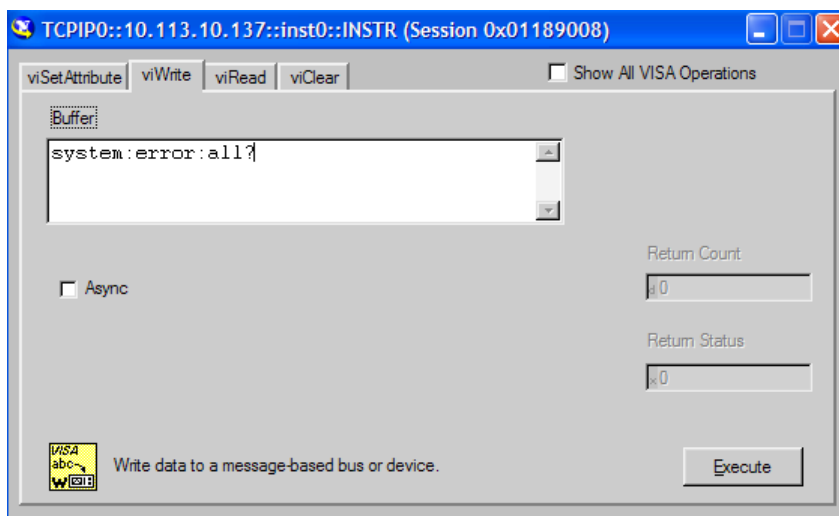 TCPIP0::10.113.10.137::inst0::INSTR (Session 0x01189008)
viSetAttribute viWrite viRead viClear Show All VISA Operations
Buffer
system:error:all?
Return Count
Async
d 0
Return Status
x 0
VISA
abc
W
Write data to a message-based bus or device.
Execute